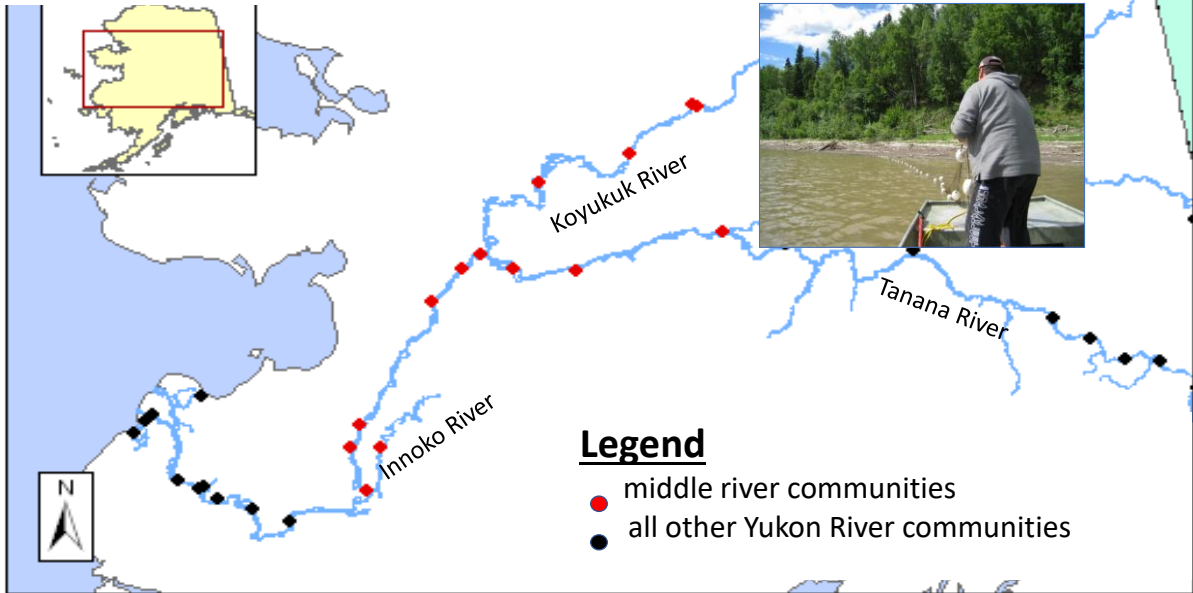 Koyukuk River
Tanana River
Innoko River
Legend
middle river communities
all other Yukon River communities
N